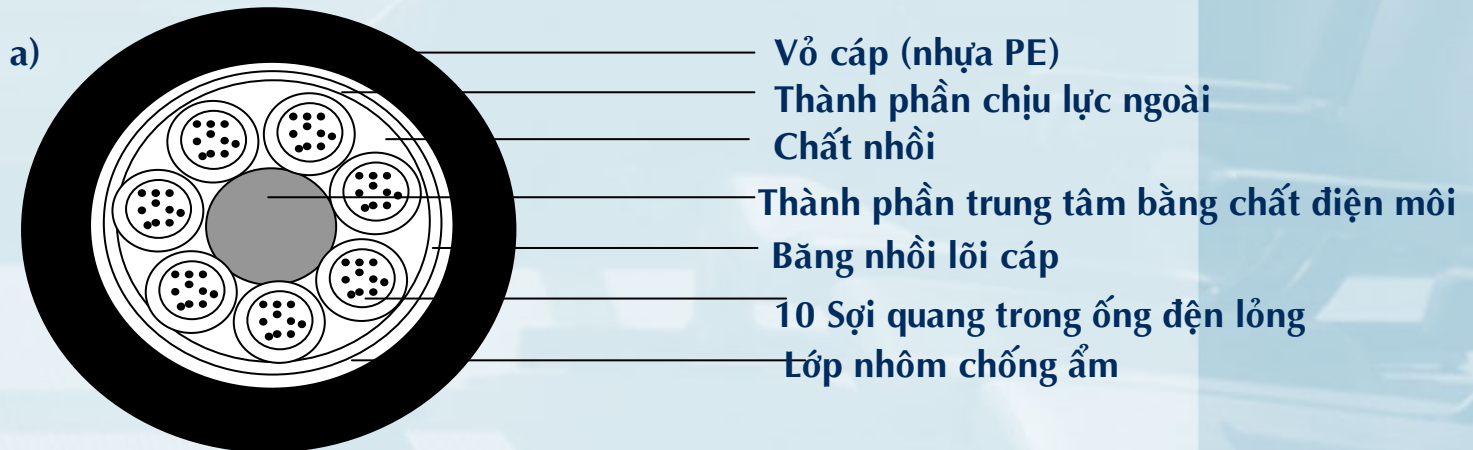 a)
Vỏ cáp (nhựa PE)
Thành phần chịu lực ngoài
Chất nhồi
Thành phần trung tâm bằng chất điện môi
Băng nhồi lõi cáp
10 Sợi quang trong ống đện lỏng
Lớp nhôm chống ẩm